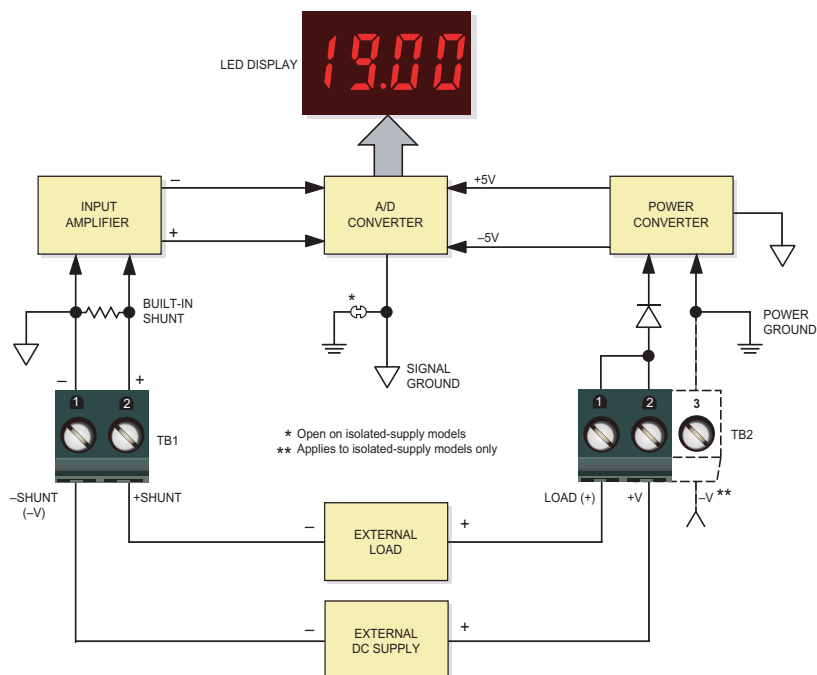 LED DISPLAY
19.00
INPUT
AMPLIFIER
–
+
A/D
CONVERTER
+5V
–5V
POWER
CONVERTER
BUILT-IN
SHUNT
*
SIGNAL
GROUND
POWER
GROUND
–
+
1
2
TB1
* Open on isolated-supply models
** Applies to isolated-supply models only
1
2
3
TB2
–SHUNT
(–V)
+SHUNT
LOAD (+)
+V
–V **
–
EXTERNAL
LOAD
+
–
EXTERNAL
DC SUPPLY
+